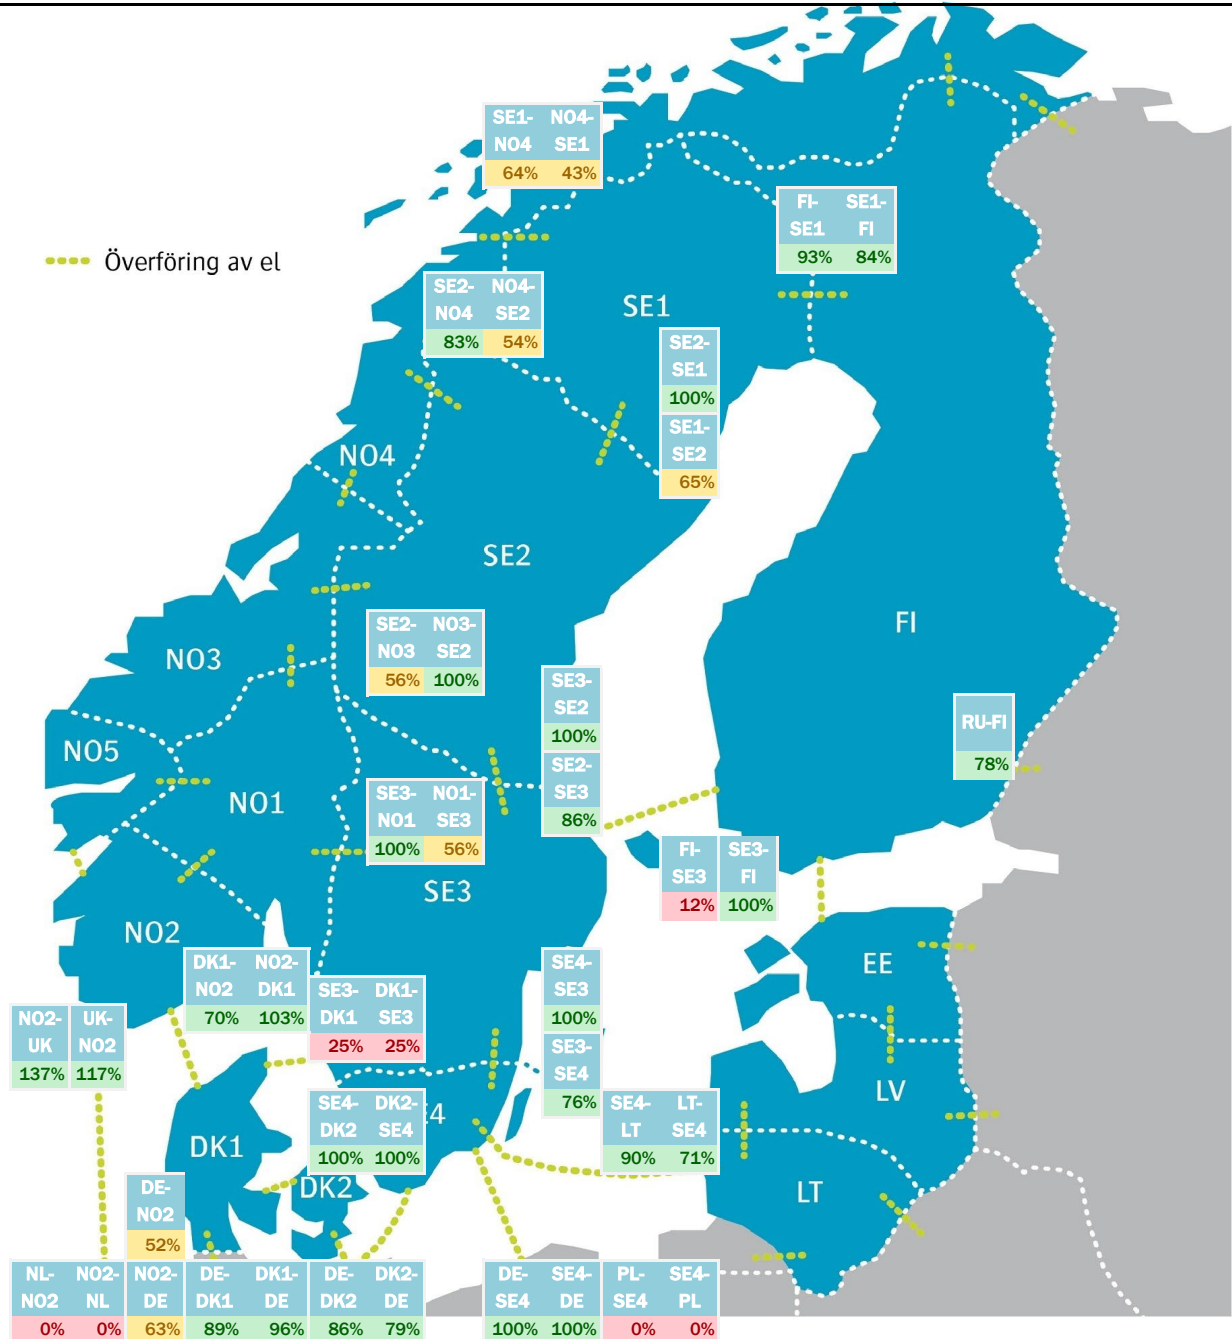 SE1- NO4-
NO4 SE1
64% 43%
FI- SE1-
SE1 FI
93% 84%
Överföring av el
SE2- NO4-
NO4 SE2
83% 54%
SE1
SE2-
SE1
100%
SE1-
SE2
65%
NO4
SE2
FI
SE2- NO3-
NO3 SE2
56% 100%
NO3
SE3-
SE2
100%
SE2-
SE3
86%
RU-FI
78%
NO5
NO1
SE3- NO1-
NO1 SE3
100% 56%
SE3
FI- SE3-
SE3 FI
12% 100%
NO2
EE
DK1- NO2-
NO2 DK1
70% 103%
SE3- DK1-
DK1 SE3
25% 25%
SE4-
SE3
100%
SE3-
SE4
76%
NO2- UK-
UK NO2
137% 117%
LV
SE4- DK2-
DK2 SE4
100% 100%
E4
SE4- LT-
LT SE4
90% 71%
DK1
DK2
LT
DE-
NO2
52%
NL- NO2- NO2- DE- DK1- DE- DK2- DE- SE4- PL- SE4-
NO2 NL DE DK1 DE DK2 DE SE4 DE SE4 PL
0% 0% 63% 89% 96% 86% 79% 100% 100% 0% 0%